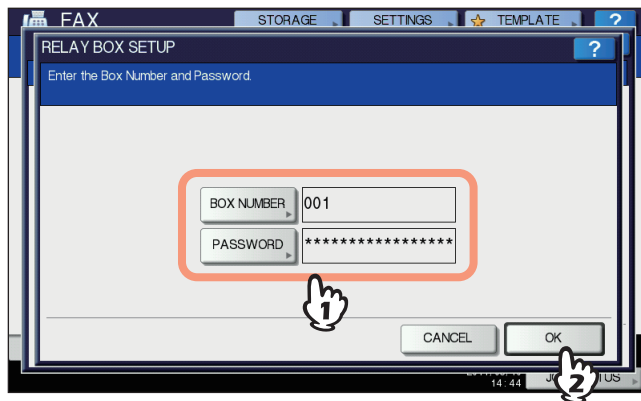 FAX STORAGE SETTINGS TEMPLATE ?
RELAY BOX SETUP ?
Enter the Box Number and Password.
BOX NUMBER 001
PASSWORD *****************
1
CANCEL OK
14:44
2